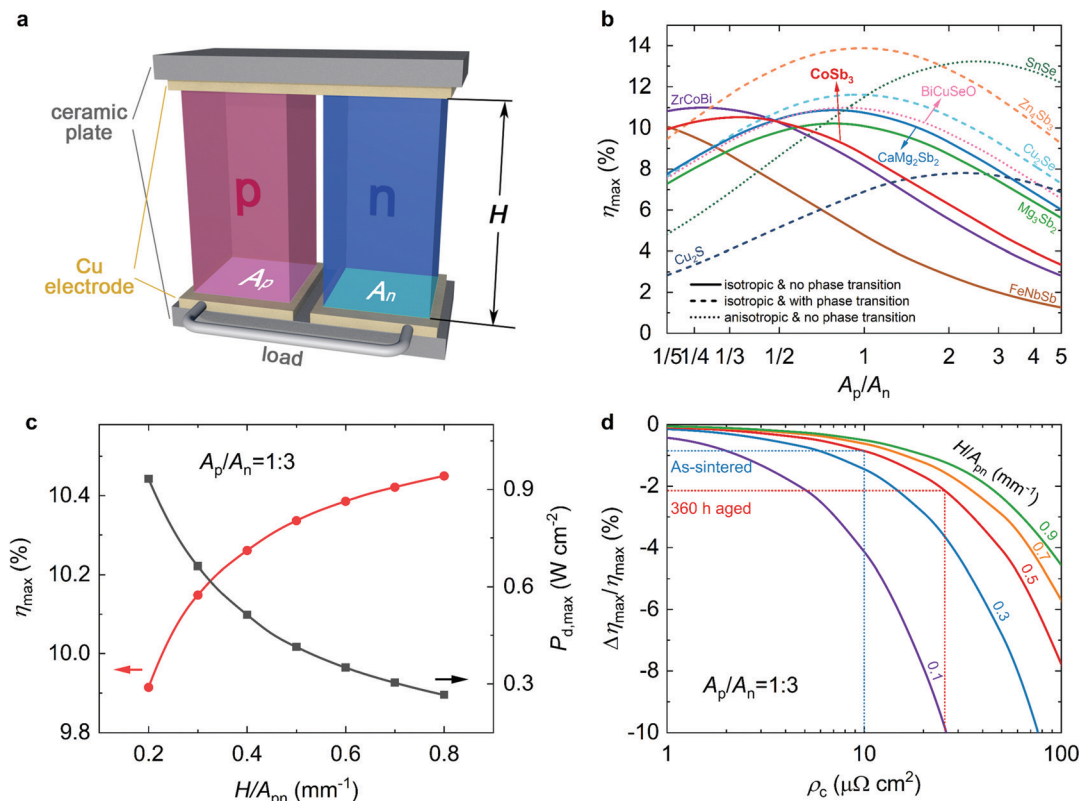 a
ceramic
plate
Cu
electrode
p
n
H
Aₚ
Aₙ
load
b
ηmax (%)
14
12
10
8
6
4
2
0
ZrCoBi
CoSb₃
SnSe
BiCuSeO
Zn₄Sb₃
Cu₂Se
CaMg₂Sb₂
Mg₃Sb₂
Cu₂S
FeNbSb
isotropic & no phase transition
isotropic & with phase transition
anisotropic & no phase transition
1/5 1/4 1/3 1/2 1 2 3 4 5
Aₚ/Aₙ
c
Aₚ/Aₙ=1:3
ηmax (%)
10.4
10.2
10.0
9.8
0.9
0.6
0.3
Pd,max (W cm⁻²)
0.2 0.3 0.4 0.5 0.6 0.7 0.8
H/Apn (mm⁻¹)
d
Δηmax/ηmax (%)
0
-2
-4
-6
-8
-10
H/Apn (mm⁻¹)
As-sintered
360 h aged
0.9
0.7
0.5
0.3
0.1
Aₚ/Aₙ=1:3
1 10 100
ρc (μΩ cm²)